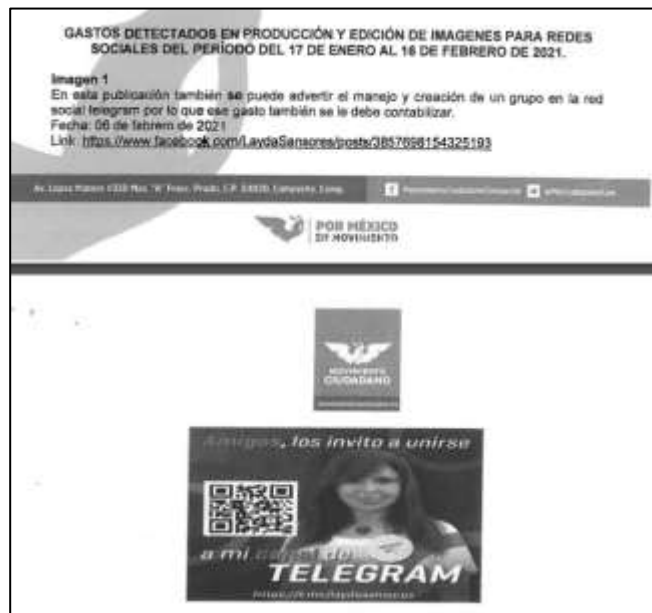 GASTOS DETECTADOS EN PRODUCCIÓN Y EDICIÓN DE IMAGENES PARA REDES
SOCIALES DEL PERÍODO DEL 17 DE ENERO AL 16 DE FEBRERO DE 2021.
Imagen 1
En esta publicación también se puede advertir el manejo y creación de un grupo en la red
social telegram por lo que ese gasto también se le debe contabilizar.
Fecha: 06 de febrero de 2021
Link: https://www.facebook.com/LaydaSansores/posts/3857698154325193
POR MÉXICO
EN MOVIMIENTO
MOVIMIENTO
CIUDADANO
Amigos, los invito a unirse
a mi canal de
TELEGRAM